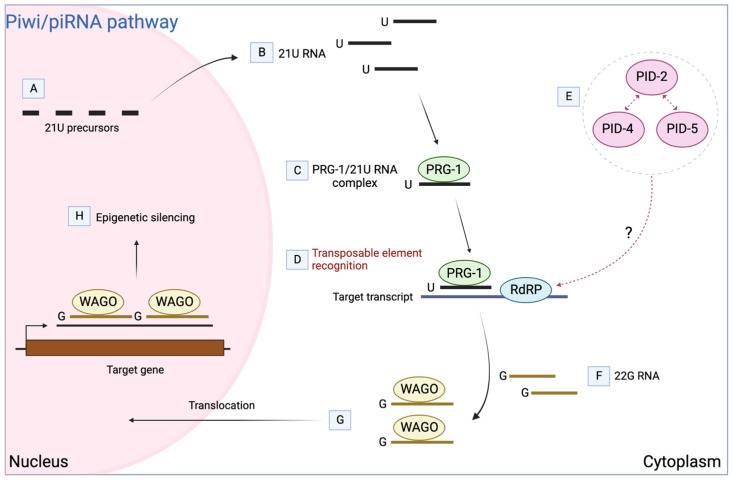 Piwi/piRNA pathway
A
21U precursors
B
21U RNA
U
U
U
E
PID-2
PID-4
PID-5
C
PRG-1/21U RNA
complex
PRG-1
U
?
D
Transposable element
recognition
PRG-1
U
RdRP
Target transcript
H
Epigenetic silencing
WAGO
WAGO
G
G
Target gene
F
22G RNA
G
G
WAGO
G
WAGO
G
G
Translocation
Nucleus
Cytoplasm